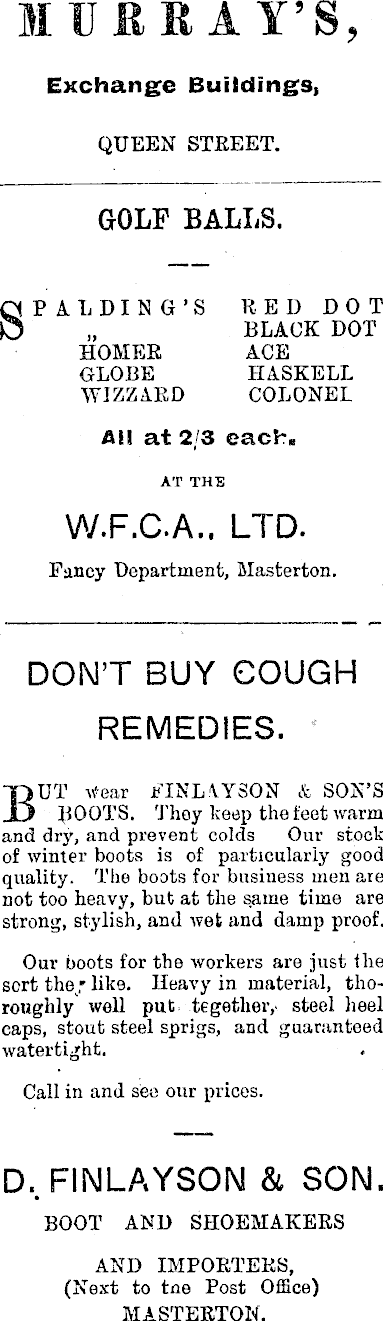 MURRAY'S,
Exchange Buildings,
QUEEN STREET.
GOLF BALLS.
SPALDING'S RED DOT
„ BLACK DOT
HOMER ACE
GLOBE HASKELL
WIZZARD COLONEL
All at 2/3 each.
AT THE
W.F.C.A., LTD.
Fancy Department, Masterton.
DON'T BUY COUGH
REMEDIES.
BUT wear FINLAYSON & SON'S
BOOTS. They keep the feet warm
and dry, and prevent colds Our stock
of winter boots is of particularly good
quality. The boots for business men are
not too heavy, but at the same time are
strong, stylish, and wet and damp proof.
Our boots for the workers are just the
sort they like. Heavy in material, tho-
roughly well put together, steel heel
caps, stout steel sprigs, and guaranteed
watertight.
Call in and see our prices.
D. FINLAYSON & SON.
BOOT AND SHOEMAKERS
AND IMPORTERS,
(Next to the Post Office)
MASTERTON.